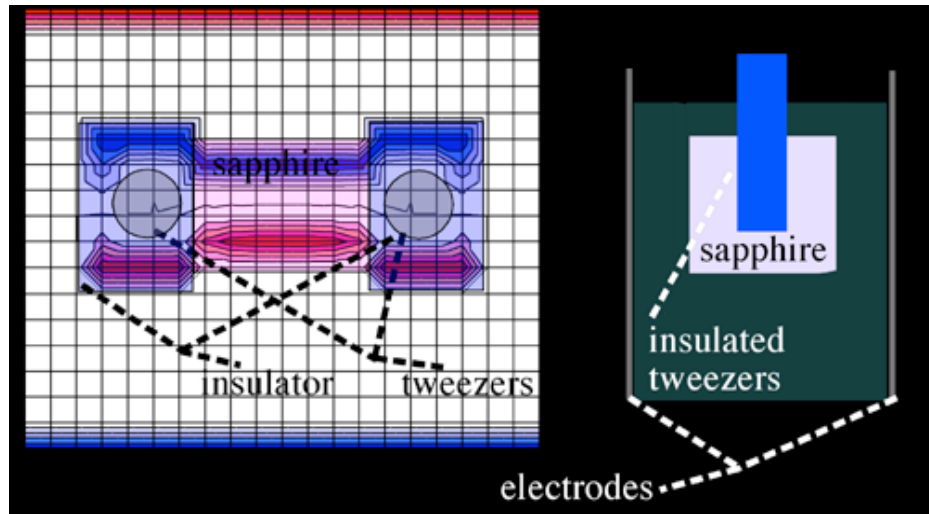 sapphire
insulator
tweezers
sapphire
insulated
tweezers
electrodes